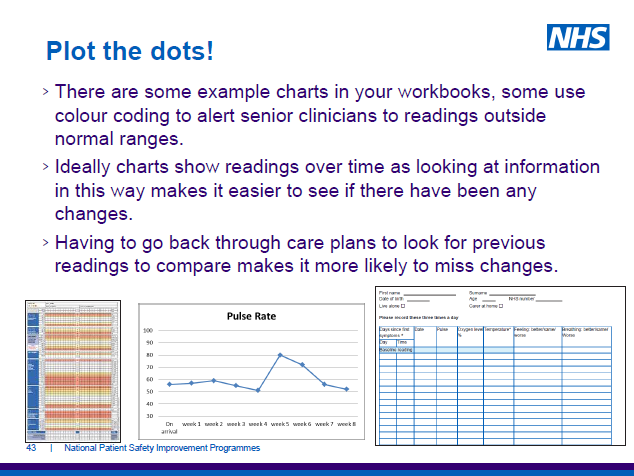 NHS
Plot the dots!
> There are some example charts in your workbooks, some use
colour coding to alert senior clinicians to readings outside
normal ranges.
> Ideally charts show readings over time as looking at information
in this way makes it easier to see if there have been any
changes.
> Having to go back through care plans to look for previous
readings to compare makes it more likely to miss changes.
Pulse Rate
100
90
80
70
60
50
40
30
On arrival week 1 week 2 week 3 week 4 week 5 week 6 week 7 week 8
First name Surname
Date of birth Age NHS number
Live alone Carer at home
Please record these three times a day
Days since first symptoms * Date Pulse Oxygen level % Temperature* Feeling: better/same/worse Breathing: better/same/Worse
Day Time
Baseline reading
43 | National Patient Safety Improvement Programmes